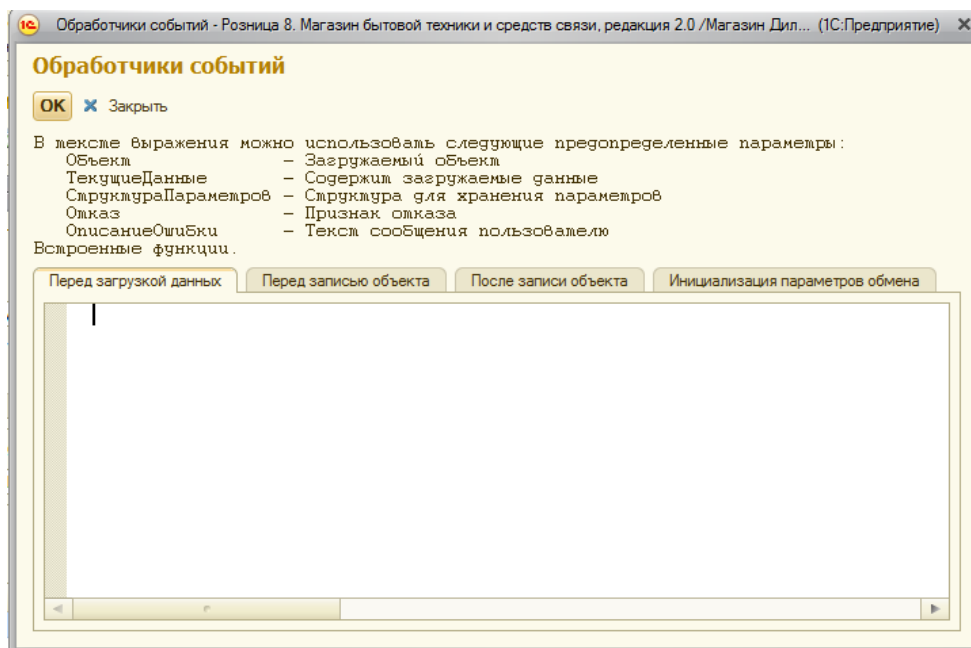 1С Обработчики событий - Розница 8. Магазин бытовой техники и средств связи, редакция 2.0 /Магазин Дил... (1С:Предприятие)
Обработчики событий
ОК Закрыть
В тексте выражения можно использовать следующие предопределенные параметры:
Объект – Загружаемый объект
ТекущиеДанные – Содержит загружаемые данные
СтруктураПараметров – Структура для хранения параметров
Отказ – Признак отказа
ОписаниеОшибки – Текст сообщения пользователю
Встроенные функции.
Перед загрузкой данных Перед записью объекта После записи объекта Инициализация параметров обмена